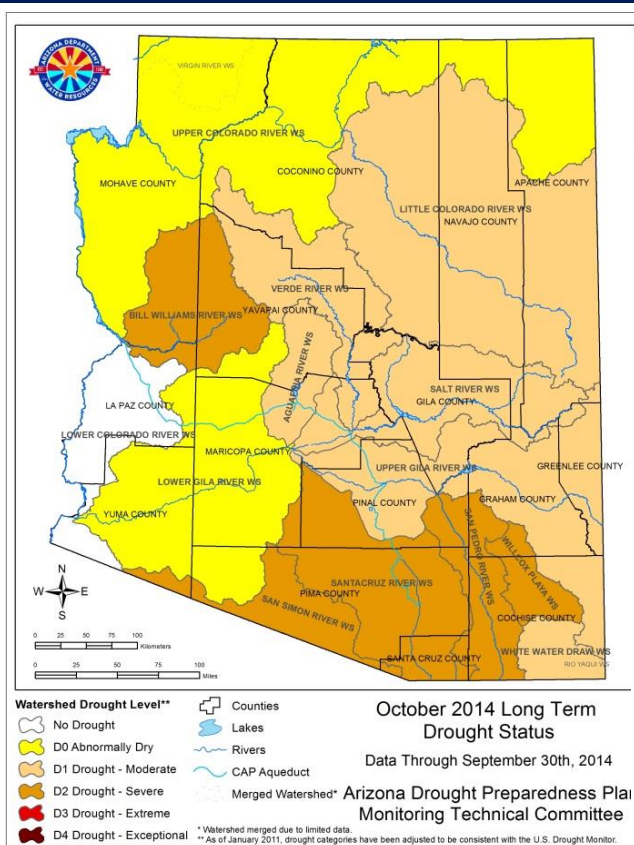 ARIZONA DEPARTMENT
OF WATER RESOURCES
VIRGIN RIVER WS
UPPER COLORADO RIVER WS
COCONINO COUNTY
MOHAVE COUNTY
APACHE COUNTY
LITTLE COLORADO RIVER WS
NAVAJO COUNTY
VERDE RIVER WS
YAVAPAI COUNTY
BILL WILLIAMS RIVER WS
AGUA FRIA RIVER WS
SALT RIVER WS
GILA COUNTY
LA PAZ COUNTY
LOWER COLORADO RIVER WS
MARICOPA COUNTY
UPPER GILA RIVER WS
GREENLEE COUNTY
LOWER GILA RIVER WS
PINAL COUNTY
GRAHAM COUNTY
YUMA COUNTY
SAN PEDRO RIVER WS
WILLCOX PLAYA WS
SANTACRUZ RIVER WS
PIMA COUNTY
SAN SIMON RIVER WS
COCHISE COUNTY
SANTA CRUZ COUNTY
WHITE WATER DRAW WS
RIO YAQUI WS
N
W E
S
0 25 50 75 100
Kilometers
0 25 50 75 100
Miles
Watershed Drought Level**
No Drought
D0 Abnormally Dry
D1 Drought - Moderate
D2 Drought - Severe
D3 Drought - Extreme
D4 Drought - Exceptional
Counties
Lakes
Rivers
CAP Aqueduct
Merged Watershed*
* Watershed merged due to limited data.
** As of January 2011, drought categories have been adjusted to be consistent with the U.S. Drought Monitor.
October 2014 Long Term
Drought Status
Data Through September 30th, 2014
Arizona Drought Preparedness Plan
Monitoring Technical Committee